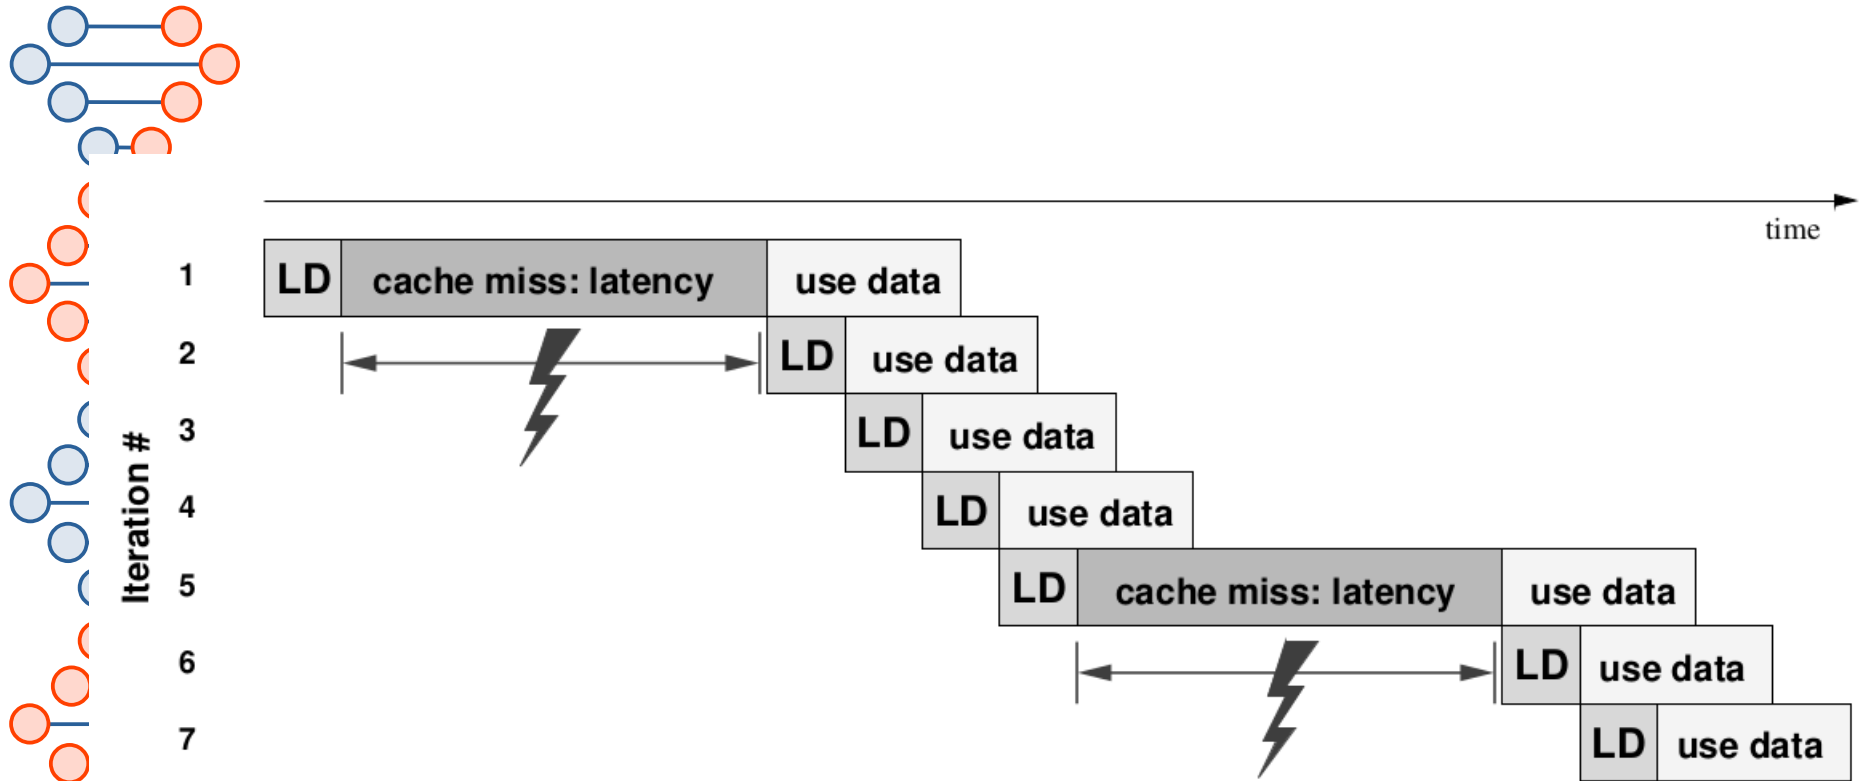 time
1 LD cache miss: latency use data
2 LD use data
3 LD use data
4 LD use data
5 LD cache miss: latency use data
6 LD use data
7 LD use data
Iteration #